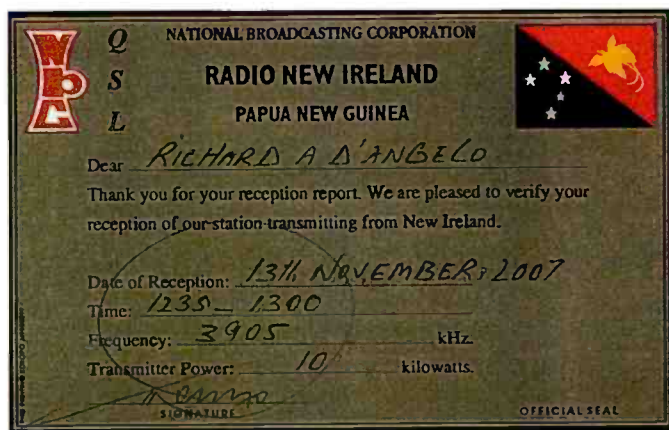 NBC
QSL
NATIONAL BROADCASTING CORPORATION
RADIO NEW IRELAND
PAPUA NEW GUINEA
Dear RICHARD A D'ANGELO
Thank you for your reception report. We are pleased to verify your
reception of our station transmitting from New Ireland.
Date of Reception: 13th NOVEMBER, 2007
Time: 1235 - 1300
Frequency: 3905 kHz.
Transmitter Power: 10 kilowatts.
SIGNATURE
OFFICIAL SEAL